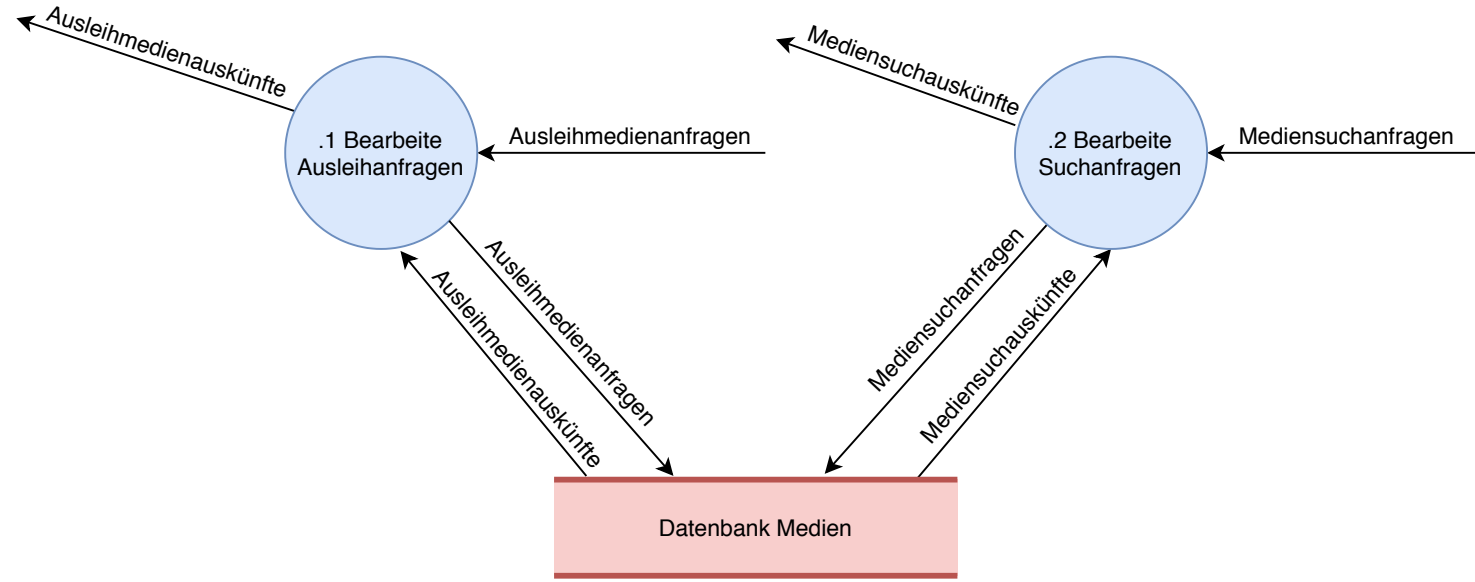 Ausleihmedienauskünfte
Mediensuchauskünfte
.1 Bearbeite
Ausleihanfragen
Ausleihmedienanfragen
.2 Bearbeite
Suchanfragen
Mediensuchanfragen
Ausleihmedienauskünfte
Ausleihmedienanfragen
Mediensuchanfragen
Mediensuchauskünfte
Datenbank Medien